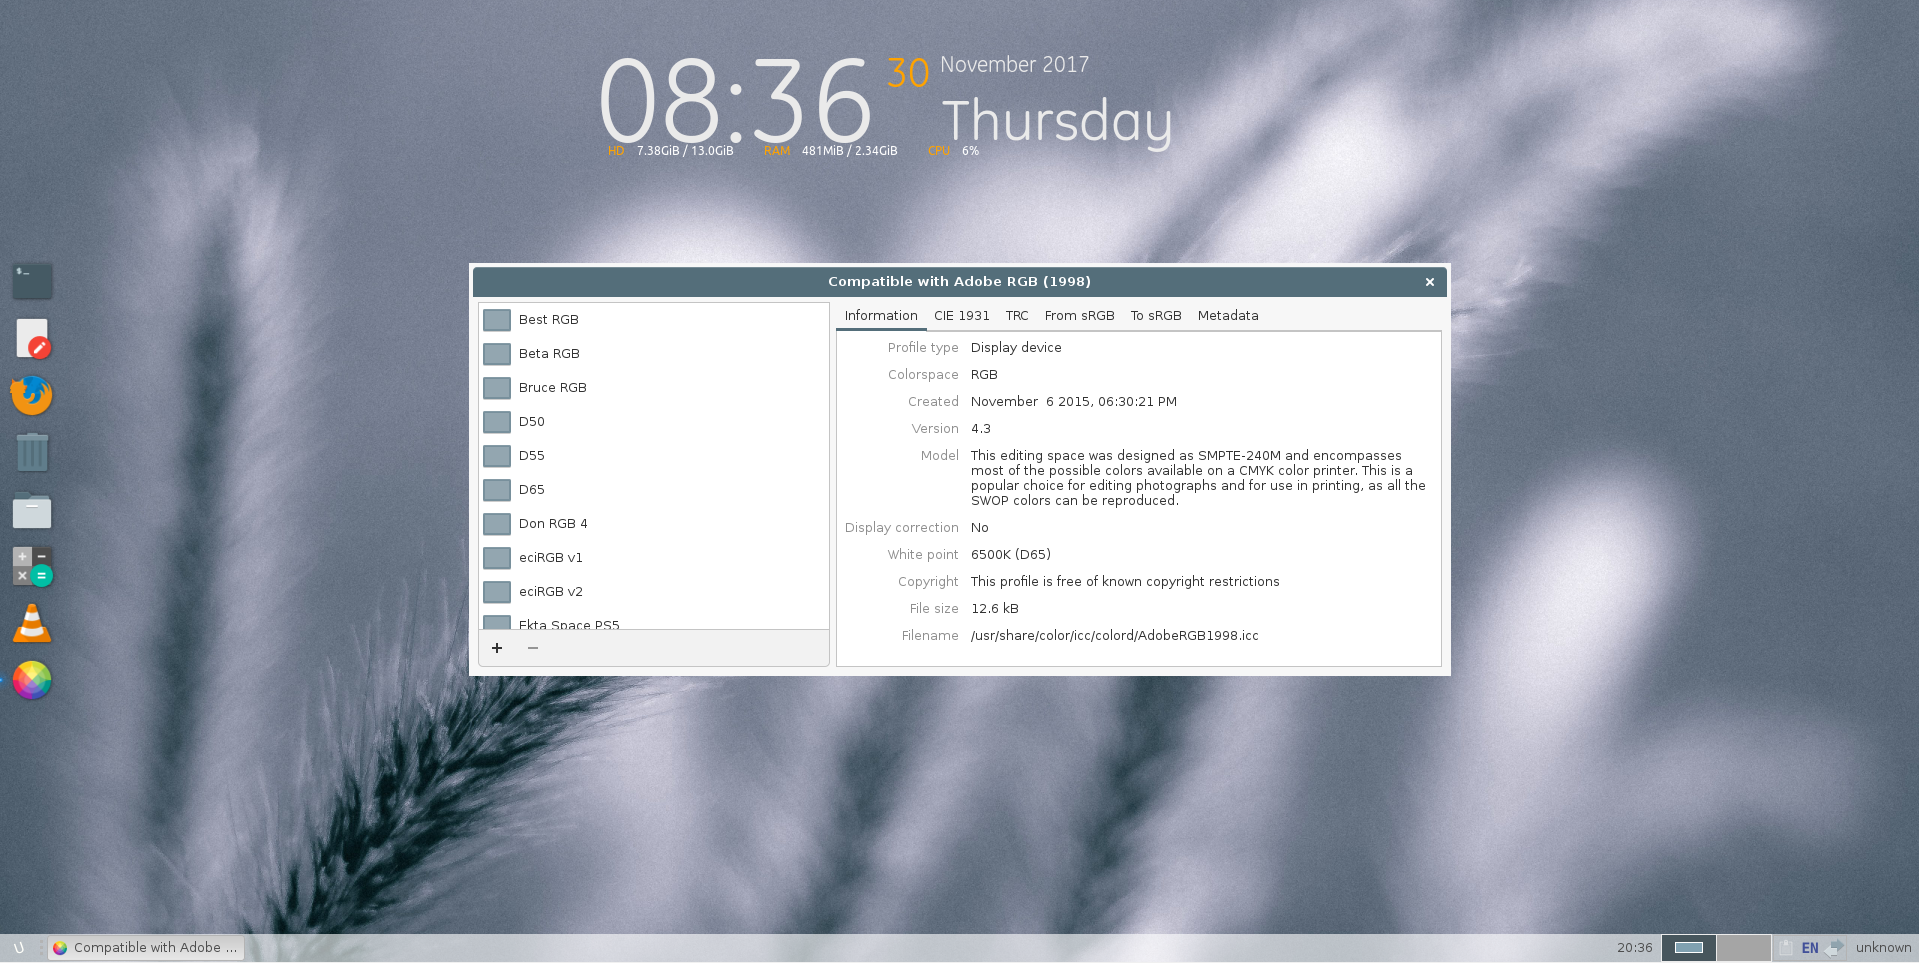 08:36 30 November 2017
Thursday
HD 7.38GiB / 13.0GiB RAM 481MiB / 2.34GiB CPU 6%
$_
Compatible with Adobe RGB (1998)
Best RGB
Beta RGB
Bruce RGB
D50
D55
D65
Don RGB 4
eciRGB v1
eciRGB v2
Ekta Space PS5
Information CIE 1931 TRC From sRGB To sRGB Metadata
Profile type Display device
Colorspace RGB
Created November  6 2015, 06:30:21 PM
Version 4.3
Model This editing space was designed as SMPTE-240M and encompasses
most of the possible colors available on a CMYK color printer. This is a
popular choice for editing photographs and for use in printing, as all the
SWOP colors can be reproduced.
Display correction No
White point 6500K (D65)
Copyright This profile is free of known copyright restrictions
File size 12.6 kB
Filename /usr/share/color/icc/colord/AdobeRGB1998.icc
Compatible with Adobe ...
20:36
EN
unknown